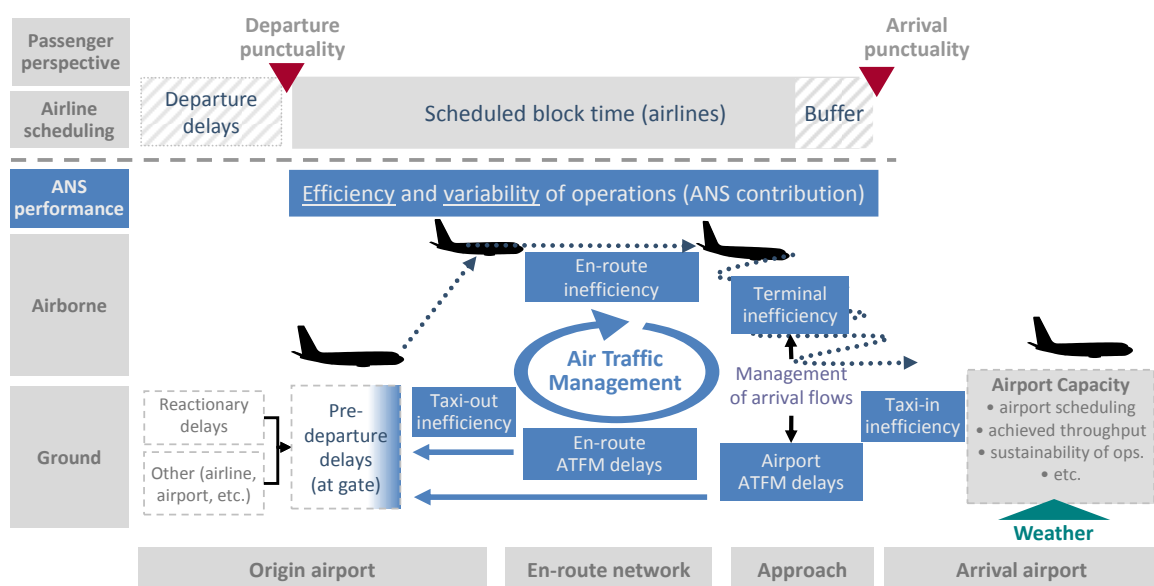 Departure
punctuality
Arrival
punctuality
Passenger
perspective
Airline
scheduling
Departure
delays
Scheduled block time (airlines)
Buffer
ANS
performance
Efficiency and variability of operations (ANS contribution)
Airborne
En-route
inefficiency
Terminal
inefficiency
Air Traffic
Management
Management
of arrival flows
Ground
Reactionary
delays
Other (airline,
airport, etc.)
Pre-
departure
delays
(at gate)
Taxi-out
inefficiency
En-route
ATFM delays
Airport
ATFM delays
Taxi-in
inefficiency
Airport Capacity
• airport scheduling
• achieved throughput
• sustainability of ops.
• etc.
Weather
Origin airport
En-route network
Approach
Arrival airport